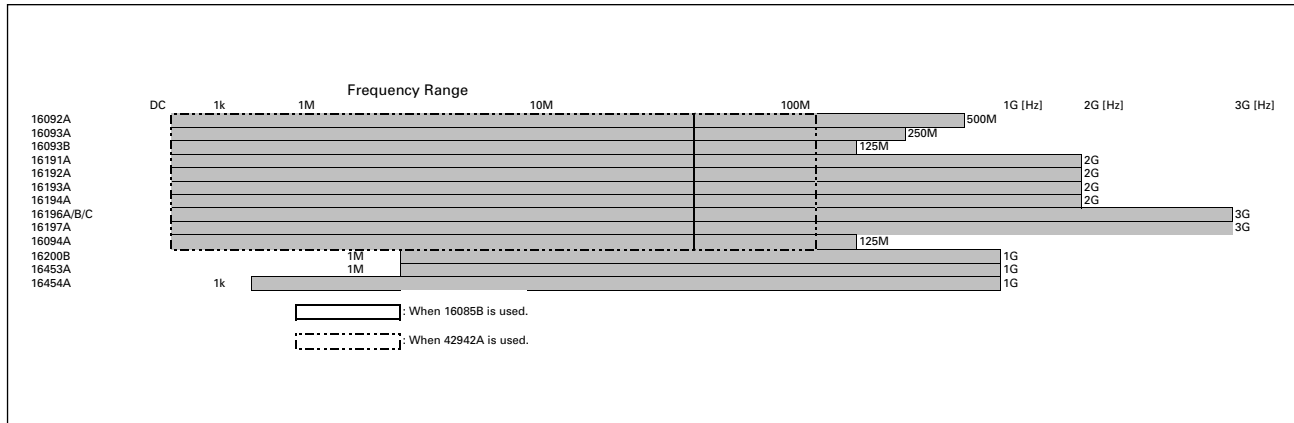 Frequency Range
DC 1k 1M 10M 100M 1G [Hz] 2G [Hz] 3G [Hz]
16092A 500M
16093A 250M
16093B 125M
16191A 2G
16192A 2G
16193A 2G
16194A 2G
16196A/B/C 3G
16197A 3G
16094A 125M
16200B 1M 1G
16453A 1M 1G
16454A 1k 1G
: When 16085B is used.
: When 42942A is used.